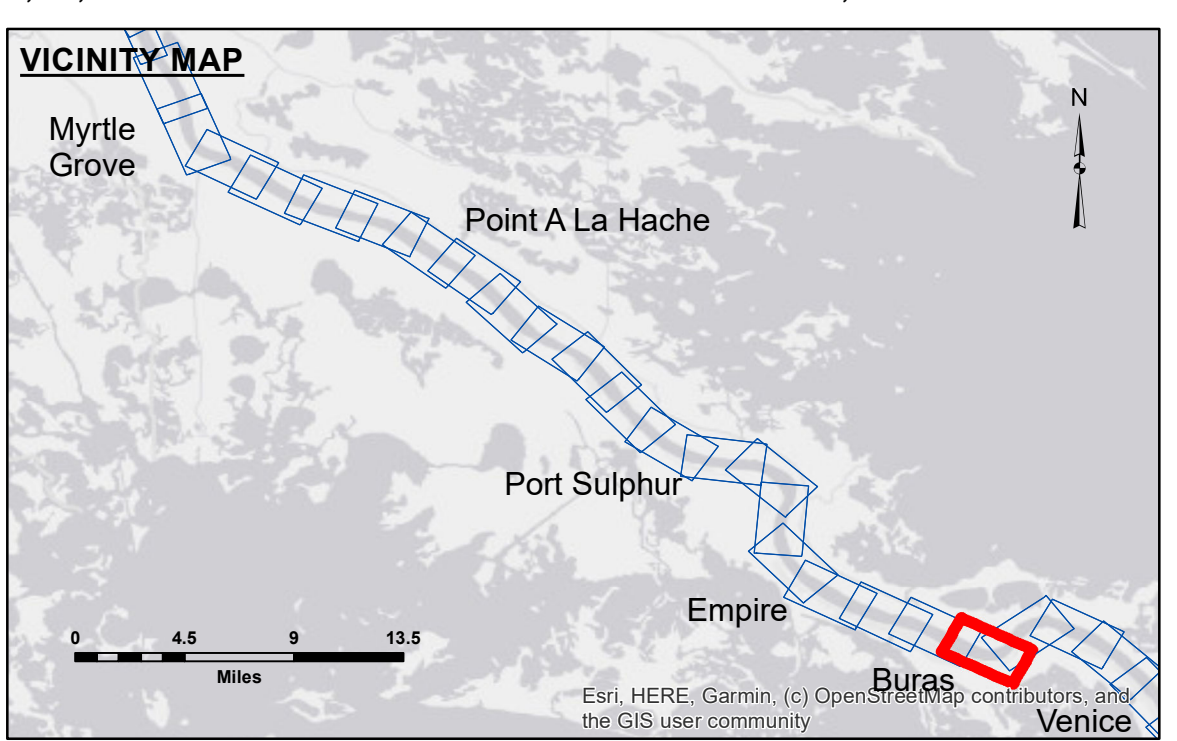 VICINITY MAP
N
Myrtle
Grove
Point A La Hache
Port Sulphur
Empire
0 4.5 9 13.5
Miles
Buras
Esri, HERE, Garmin, (c) OpenStreetMap contributors, and
the GIS user community
Venice